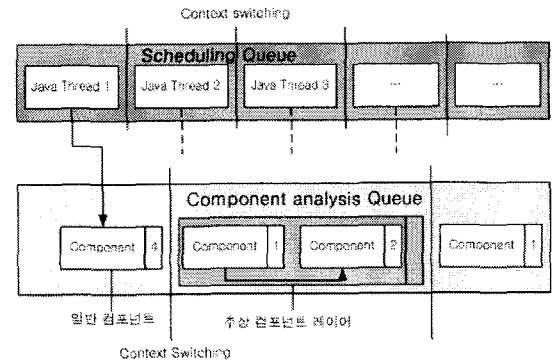 Context switching
Scheduling Queue
Java Thread 1
Java Thread 2
Java Thread 3
...
...
Component analysis Queue
Component 4
Component 1
Component 2
Component 1
일반 컴포넌트
추상 컴포넌트 레이어
Context Switching